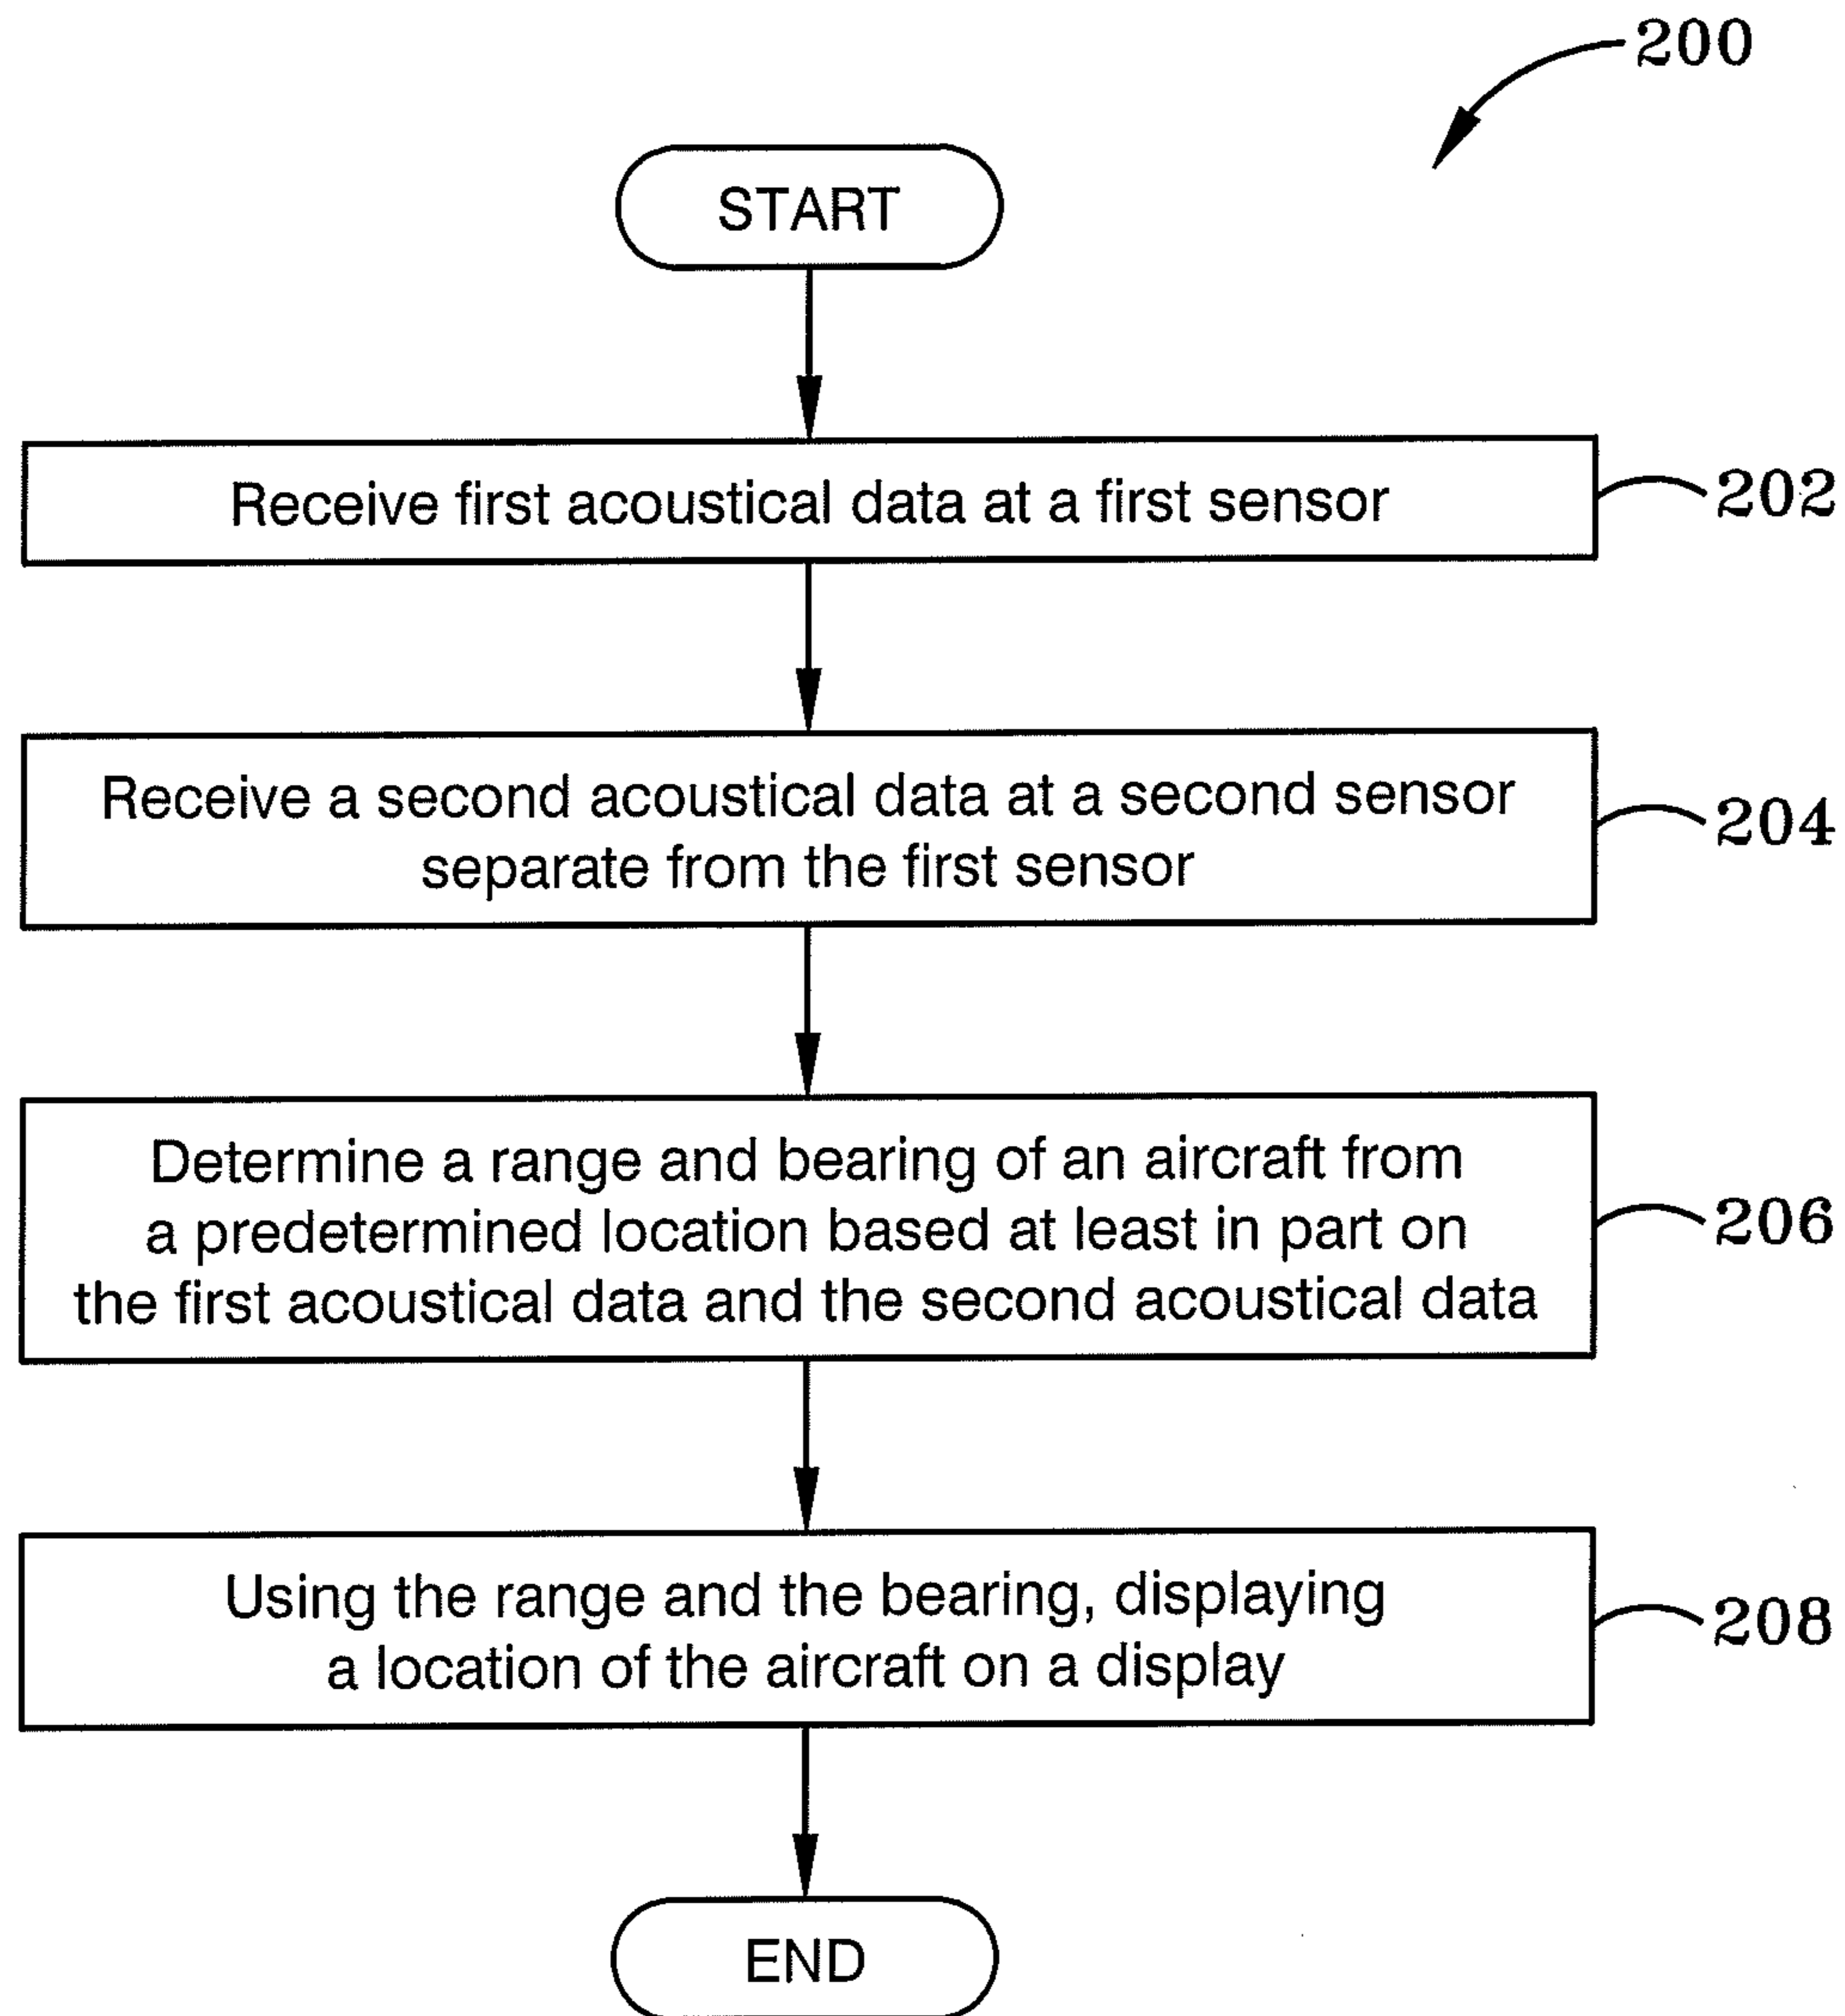 200
START
Receive first acoustical data at a first sensor
202
Receive a second acoustical data at a second sensor
separate from the first sensor
204
Determine a range and bearing of an aircraft from
a predetermined location based at least in part on
the first acoustical data and the second acoustical data
206
Using the range and the bearing, displaying
a location of the aircraft on a display
208
END